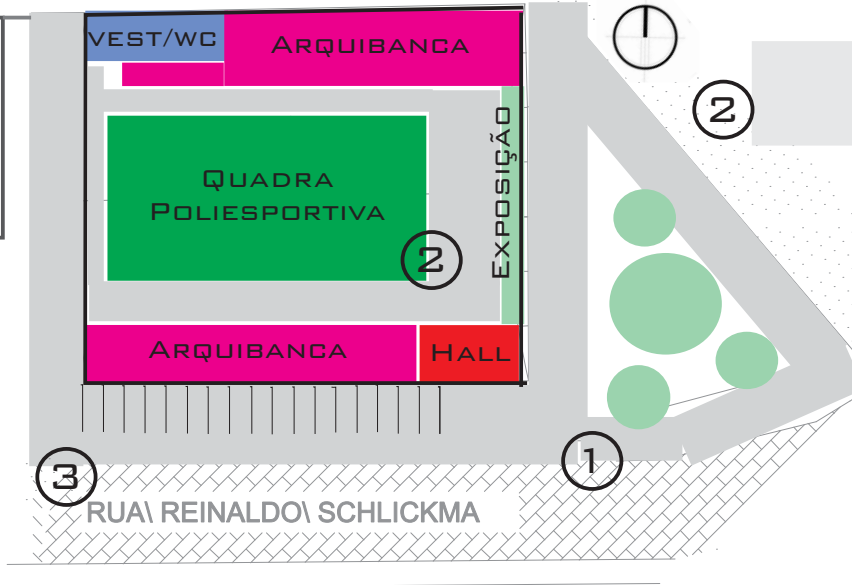 VEST/WC
ARQUIBANCA
2
EXPOSIÇÃO
QUADRA
POLIESPORTIVA
2
ARQUIBANCA
HALL
1
3
RUA\ REINALDO\ SCHLICKMA